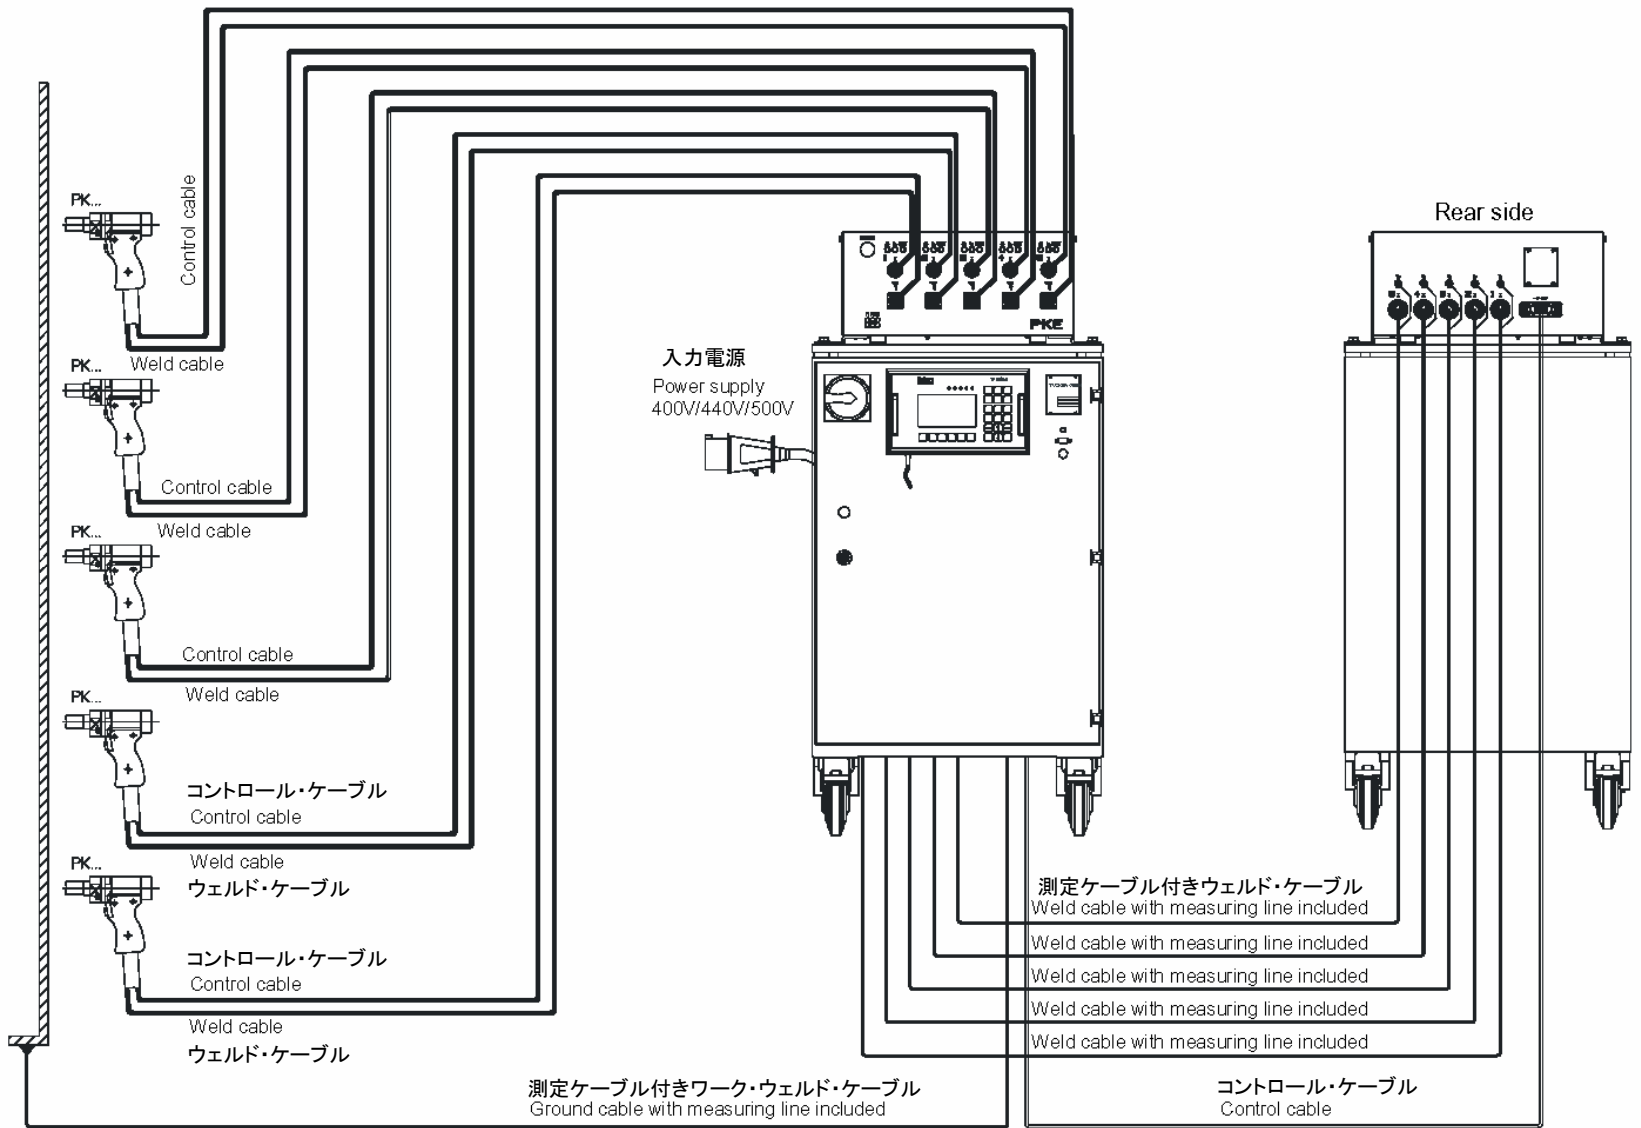 Control cable
PK...
Weld cable
PK...
Control cable
Weld cable
PK...
Control cable
Weld cable
PK...
コントロール・ケーブル
Control cable
Weld cable
ウェルド・ケーブル
PK...
コントロール・ケーブル
Control cable
Weld cable
ウェルド・ケーブル
入力電源
Power supply
400V/440V/500V
PKE
Rear side
測定ケーブル付きウェルド・ケーブル
Weld cable with measuring line included
Weld cable with measuring line included
Weld cable with measuring line included
Weld cable with measuring line included
Weld cable with measuring line included
測定ケーブル付きワーク・ウェルド・ケーブル
Ground cable with measuring line included
コントロール・ケーブル
Control cable